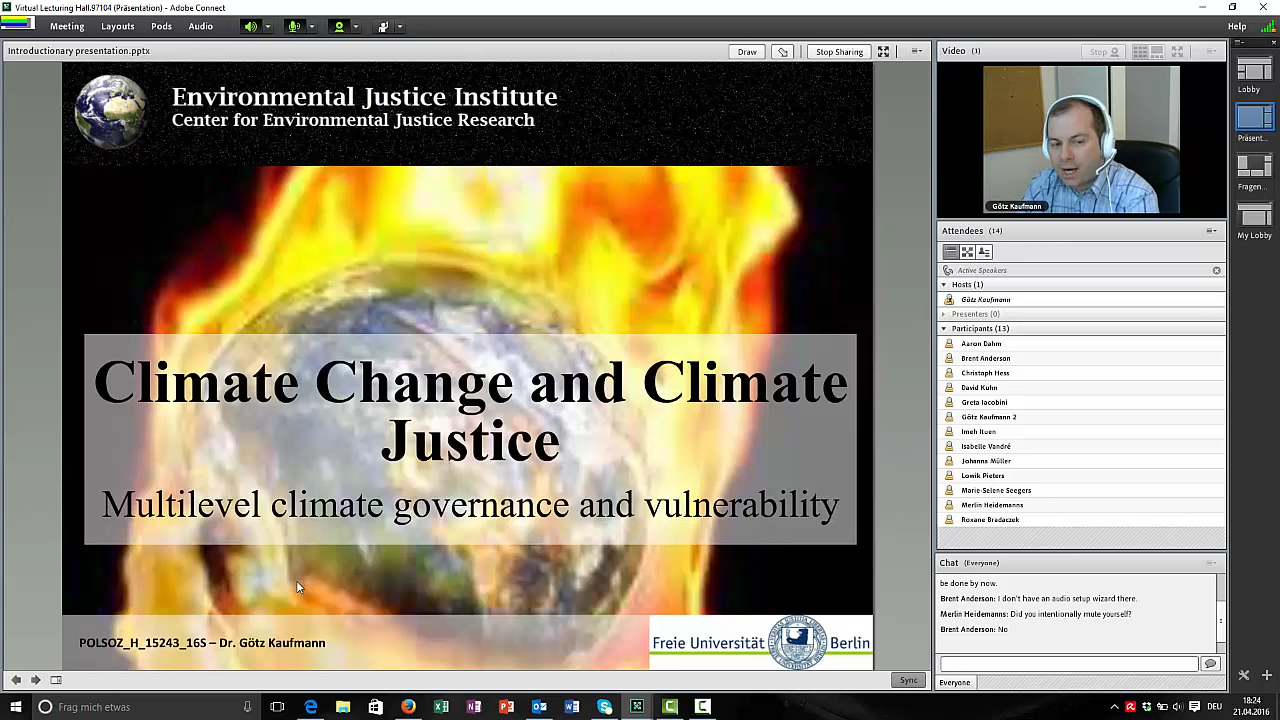 Virtual Lecturing Hall.97104 (Präsentation) - Adobe Connect
Meeting Layouts Pods Audio
Help
Introductionary presentation.pptx
Draw
Stop Sharing
Environmental Justice Institute
Center for Environmental Justice Research
Climate Change and Climate
Justice
Multilevel climate governance and vulnerability
POLSOZ_H_15243_16S – Dr. Götz Kaufmann
Freie Universität Berlin
Sync
Video (1)
Stop
Götz Kaufmann
Attendees (14)
Active Speakers
Hosts (1)
Götz Kaufmann
Presenters (0)
Participants (13)
Aaron Dahm
Brent Anderson
Christoph Hess
David Kuhn
Greta Iacobini
Götz Kaufmann 2
Imeh Ituen
Isabelle Vandré
Johanna Müller
Lowik Pieters
Marie-Selene Seegers
Merlin Heidemanns
Roxane Bradaczek
Chat (Everyone)
be done by now.
Brent Anderson: I don't have an audio setup wizard there.
Merlin Heidemanns: Did you intentionally mute yourself?
Brent Anderson: No
Everyone
Lobby
Präsent...
Fragen...
My Lobby
Frag mich etwas
DEU
18:24
21.04.2016